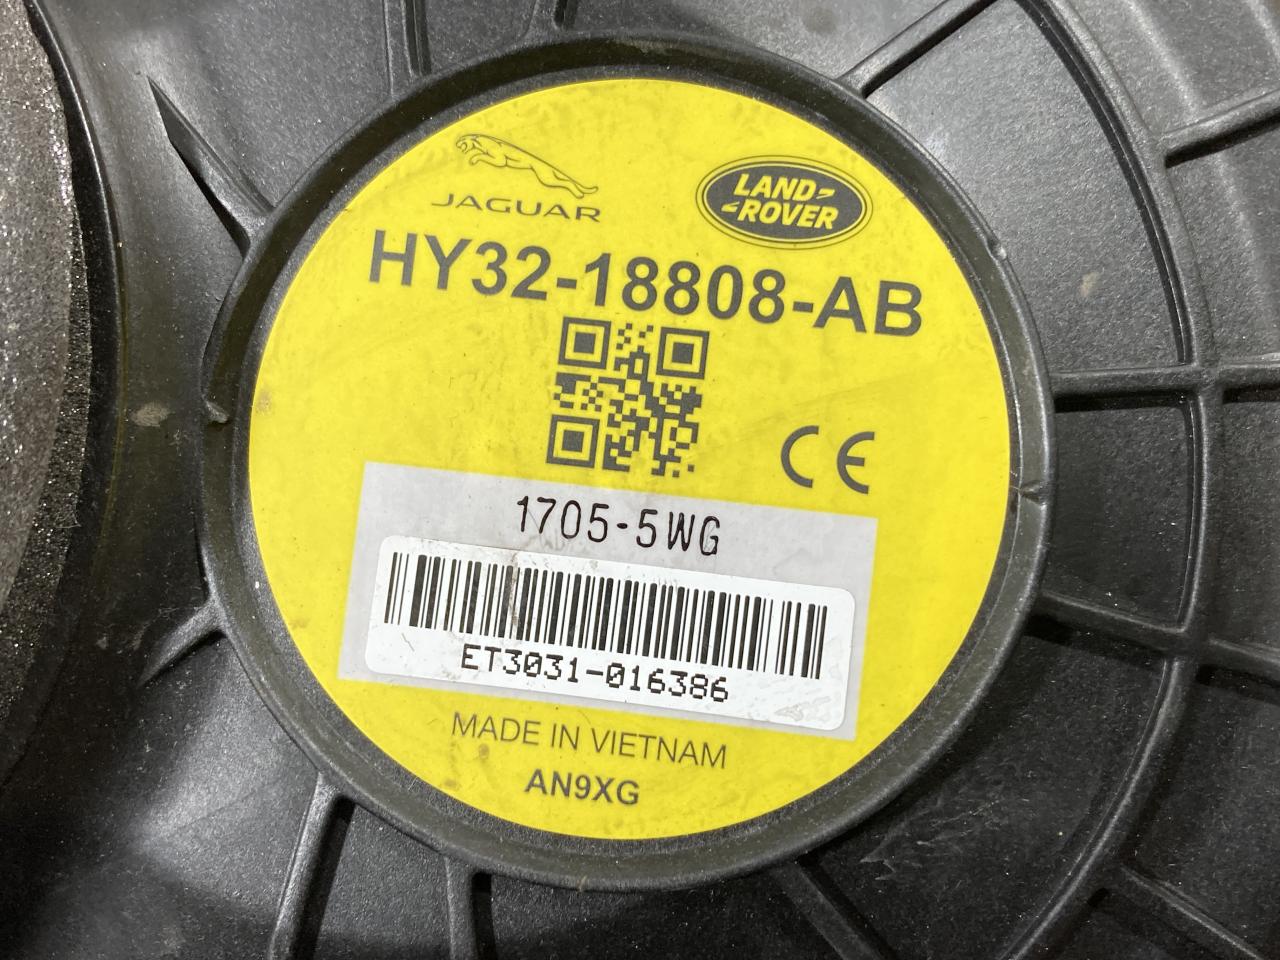 JAGUAR
LAND
ROVER
HY32-18808-AB
CE
1705-5WG
ET3031-016386
MADE IN VIETNAM
AN9XG